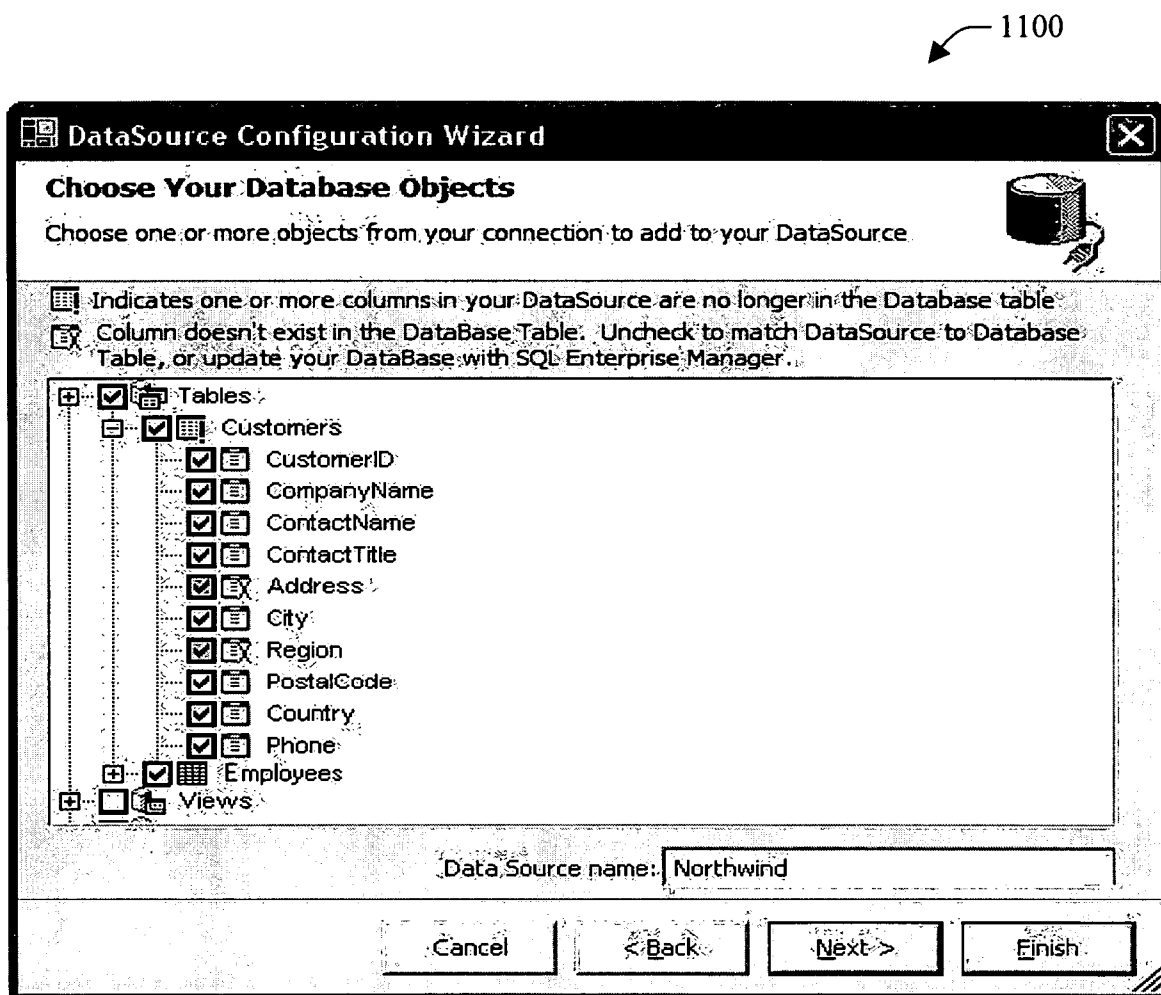 1100
DataSource Configuration Wizard
Choose Your Database Objects
Choose one or more objects from your connection to add to your DataSource
Indicates one or more columns in your DataSource are no longer in the Database table
Column doesn't exist in the DataBase Table. Uncheck to match DataSource to Database
Table, or update your DataBase with SQL Enterprise Manager.
Tables
Customers
CustomerID
CompanyName
ContactName
ContactTitle
Address
City
Region
PostalCode
Country
Phone
Employees
Views
Data Source name: Northwind
Cancel < Back Next > Finish